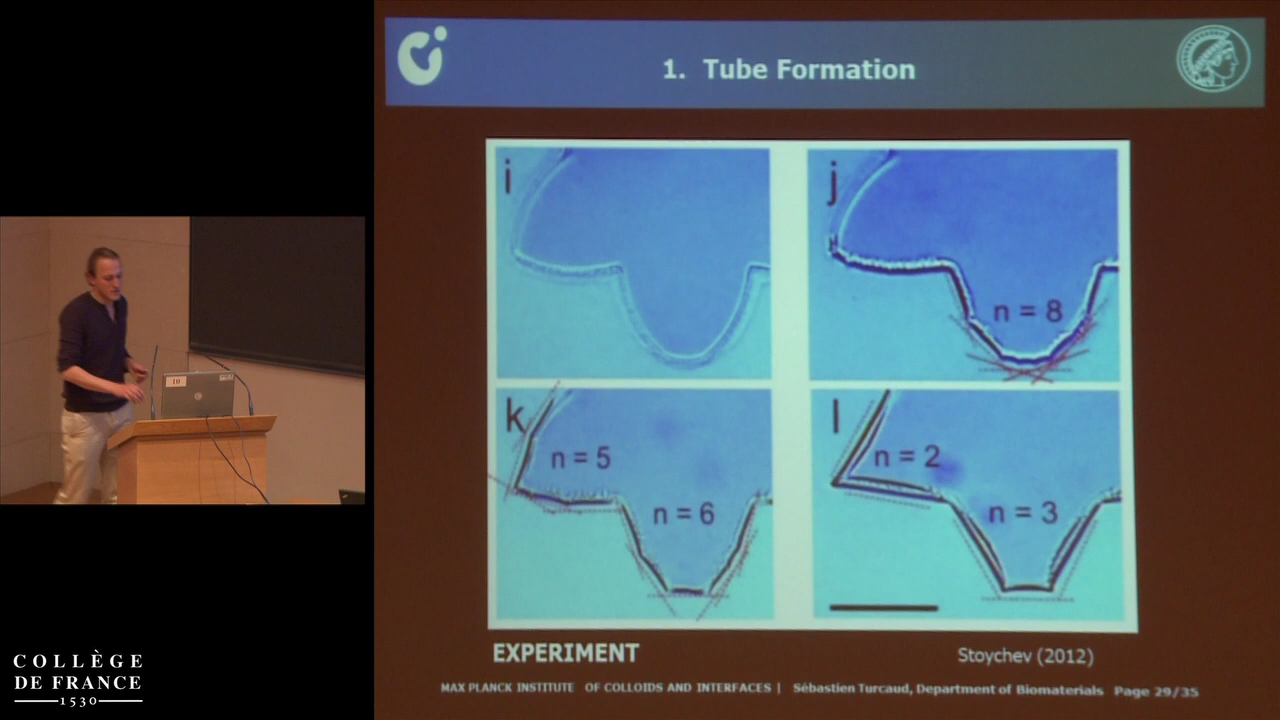 1. Tube Formation
i
j
n = 8
k
n = 5
n = 6
l
n = 2
n = 3
EXPERIMENT
Stoychev (2012)
MAX PLANCK INSTITUTE OF COLLOIDS AND INTERFACES | Sébastien Turcaud, Department of Biomaterials Page 29/35
10
COLLÈGE
DE FRANCE
1530